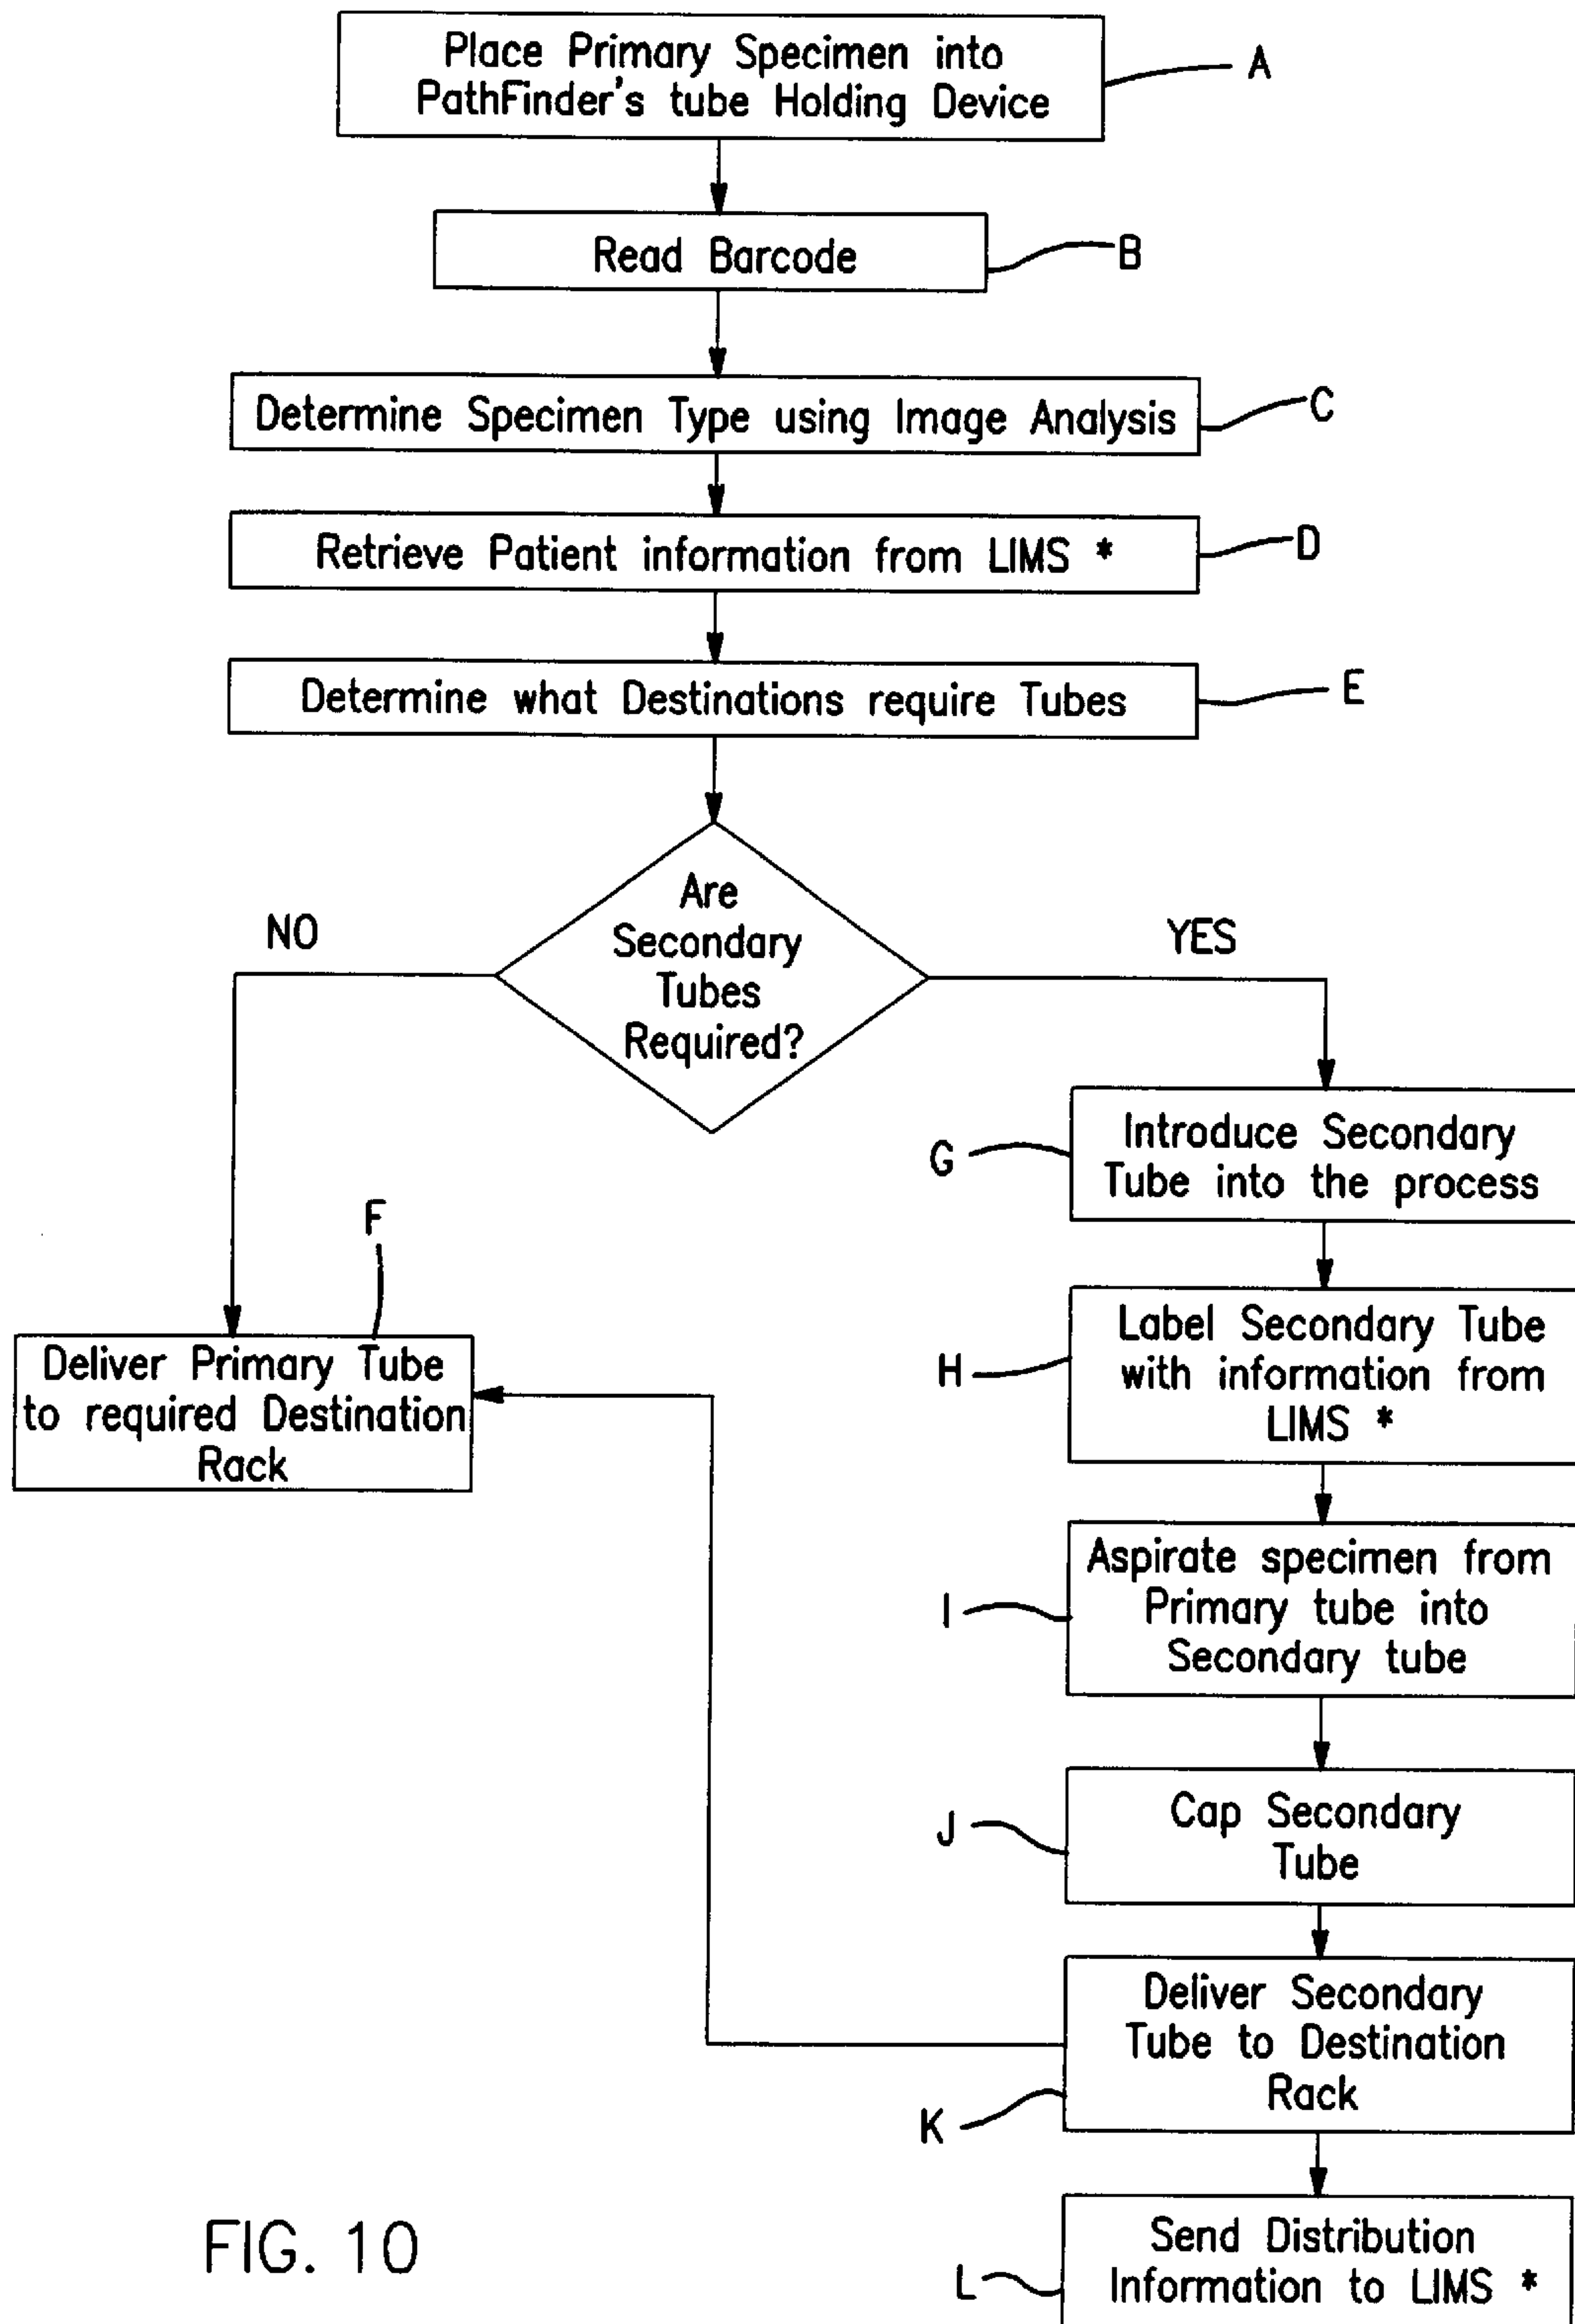 Place Primary Specimen into
PathFinder's tube Holding Device
A
Read Barcode
B
Determine Specimen Type using Image Analysis
C
Retrieve Patient information from LIMS *
D
Determine what Destinations require Tubes
E
Are
Secondary
Tubes
Required?
NO
YES
G
Introduce Secondary
Tube into the process
F
Deliver Primary Tube
to required Destination
Rack
H
Label Secondary Tube
with information from
LIMS *
I
Aspirate specimen from
Primary tube into
Secondary tube
J
Cap Secondary
Tube
K
Deliver Secondary
Tube to Destination
Rack
L
Send Distribution
Information to LIMS *
FIG. 10